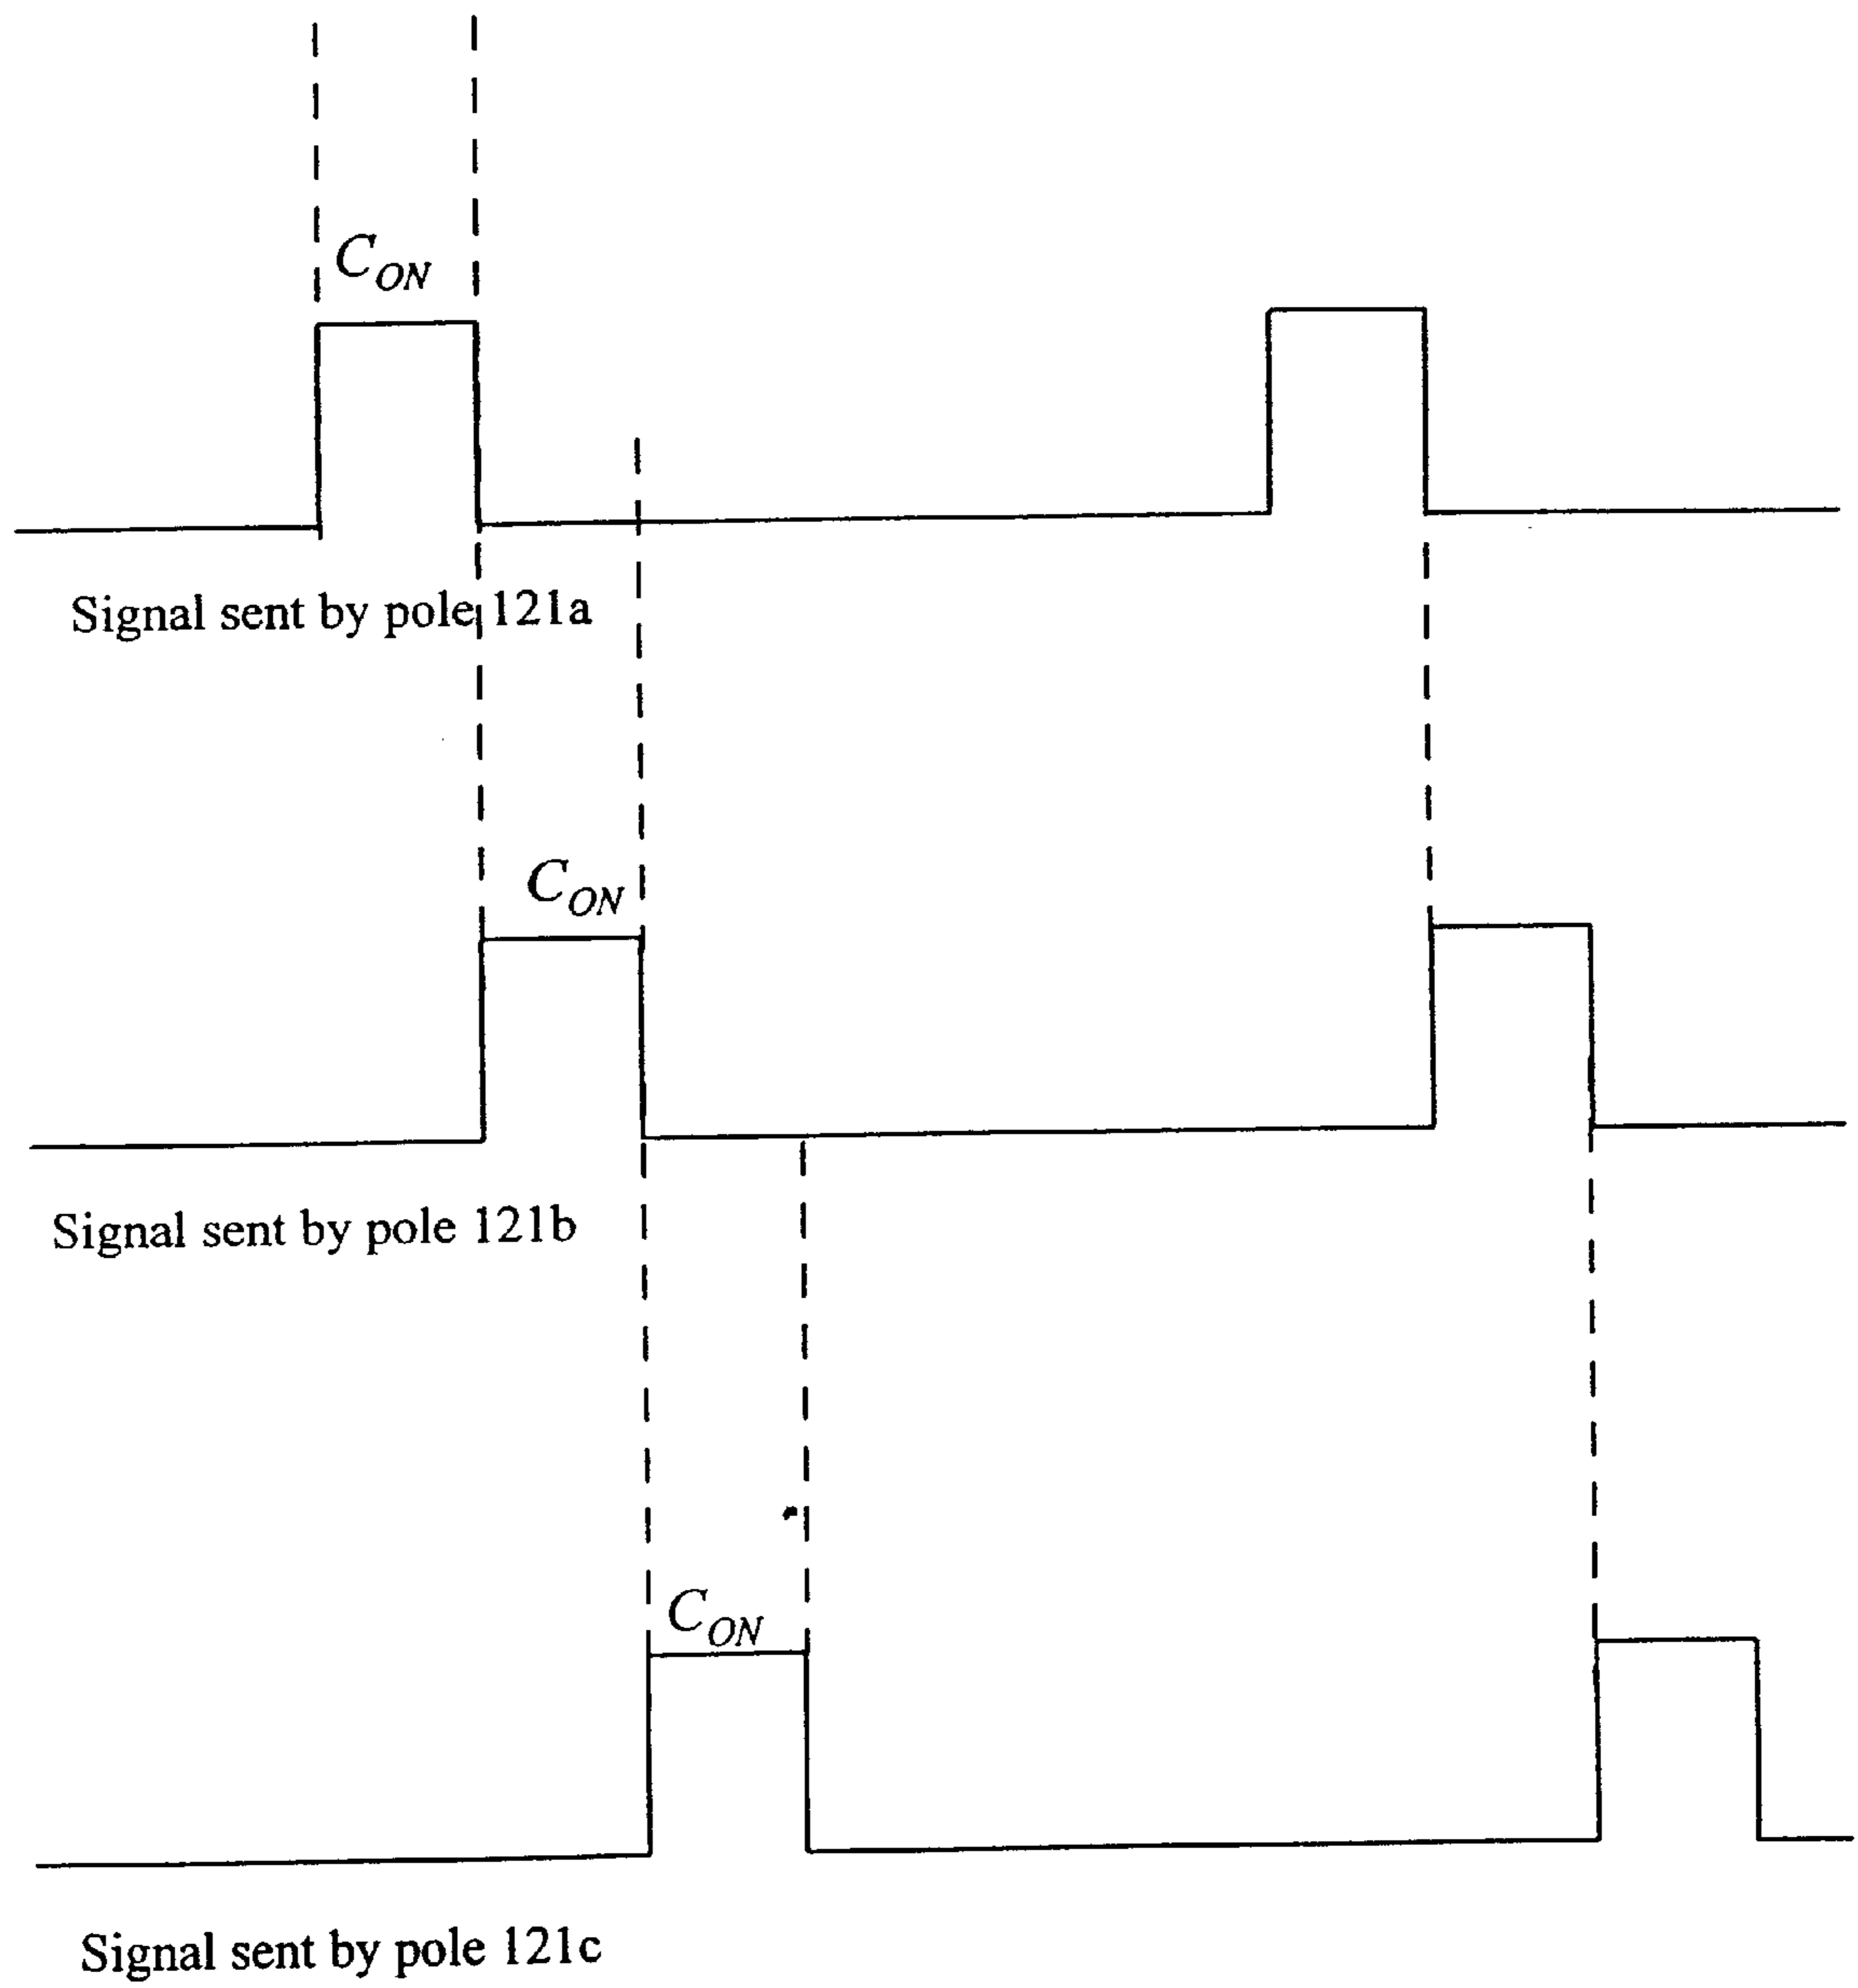 C_ON
Signal sent by pole 121a
C_ON
Signal sent by pole 121b
C_ON
Signal sent by pole 121c